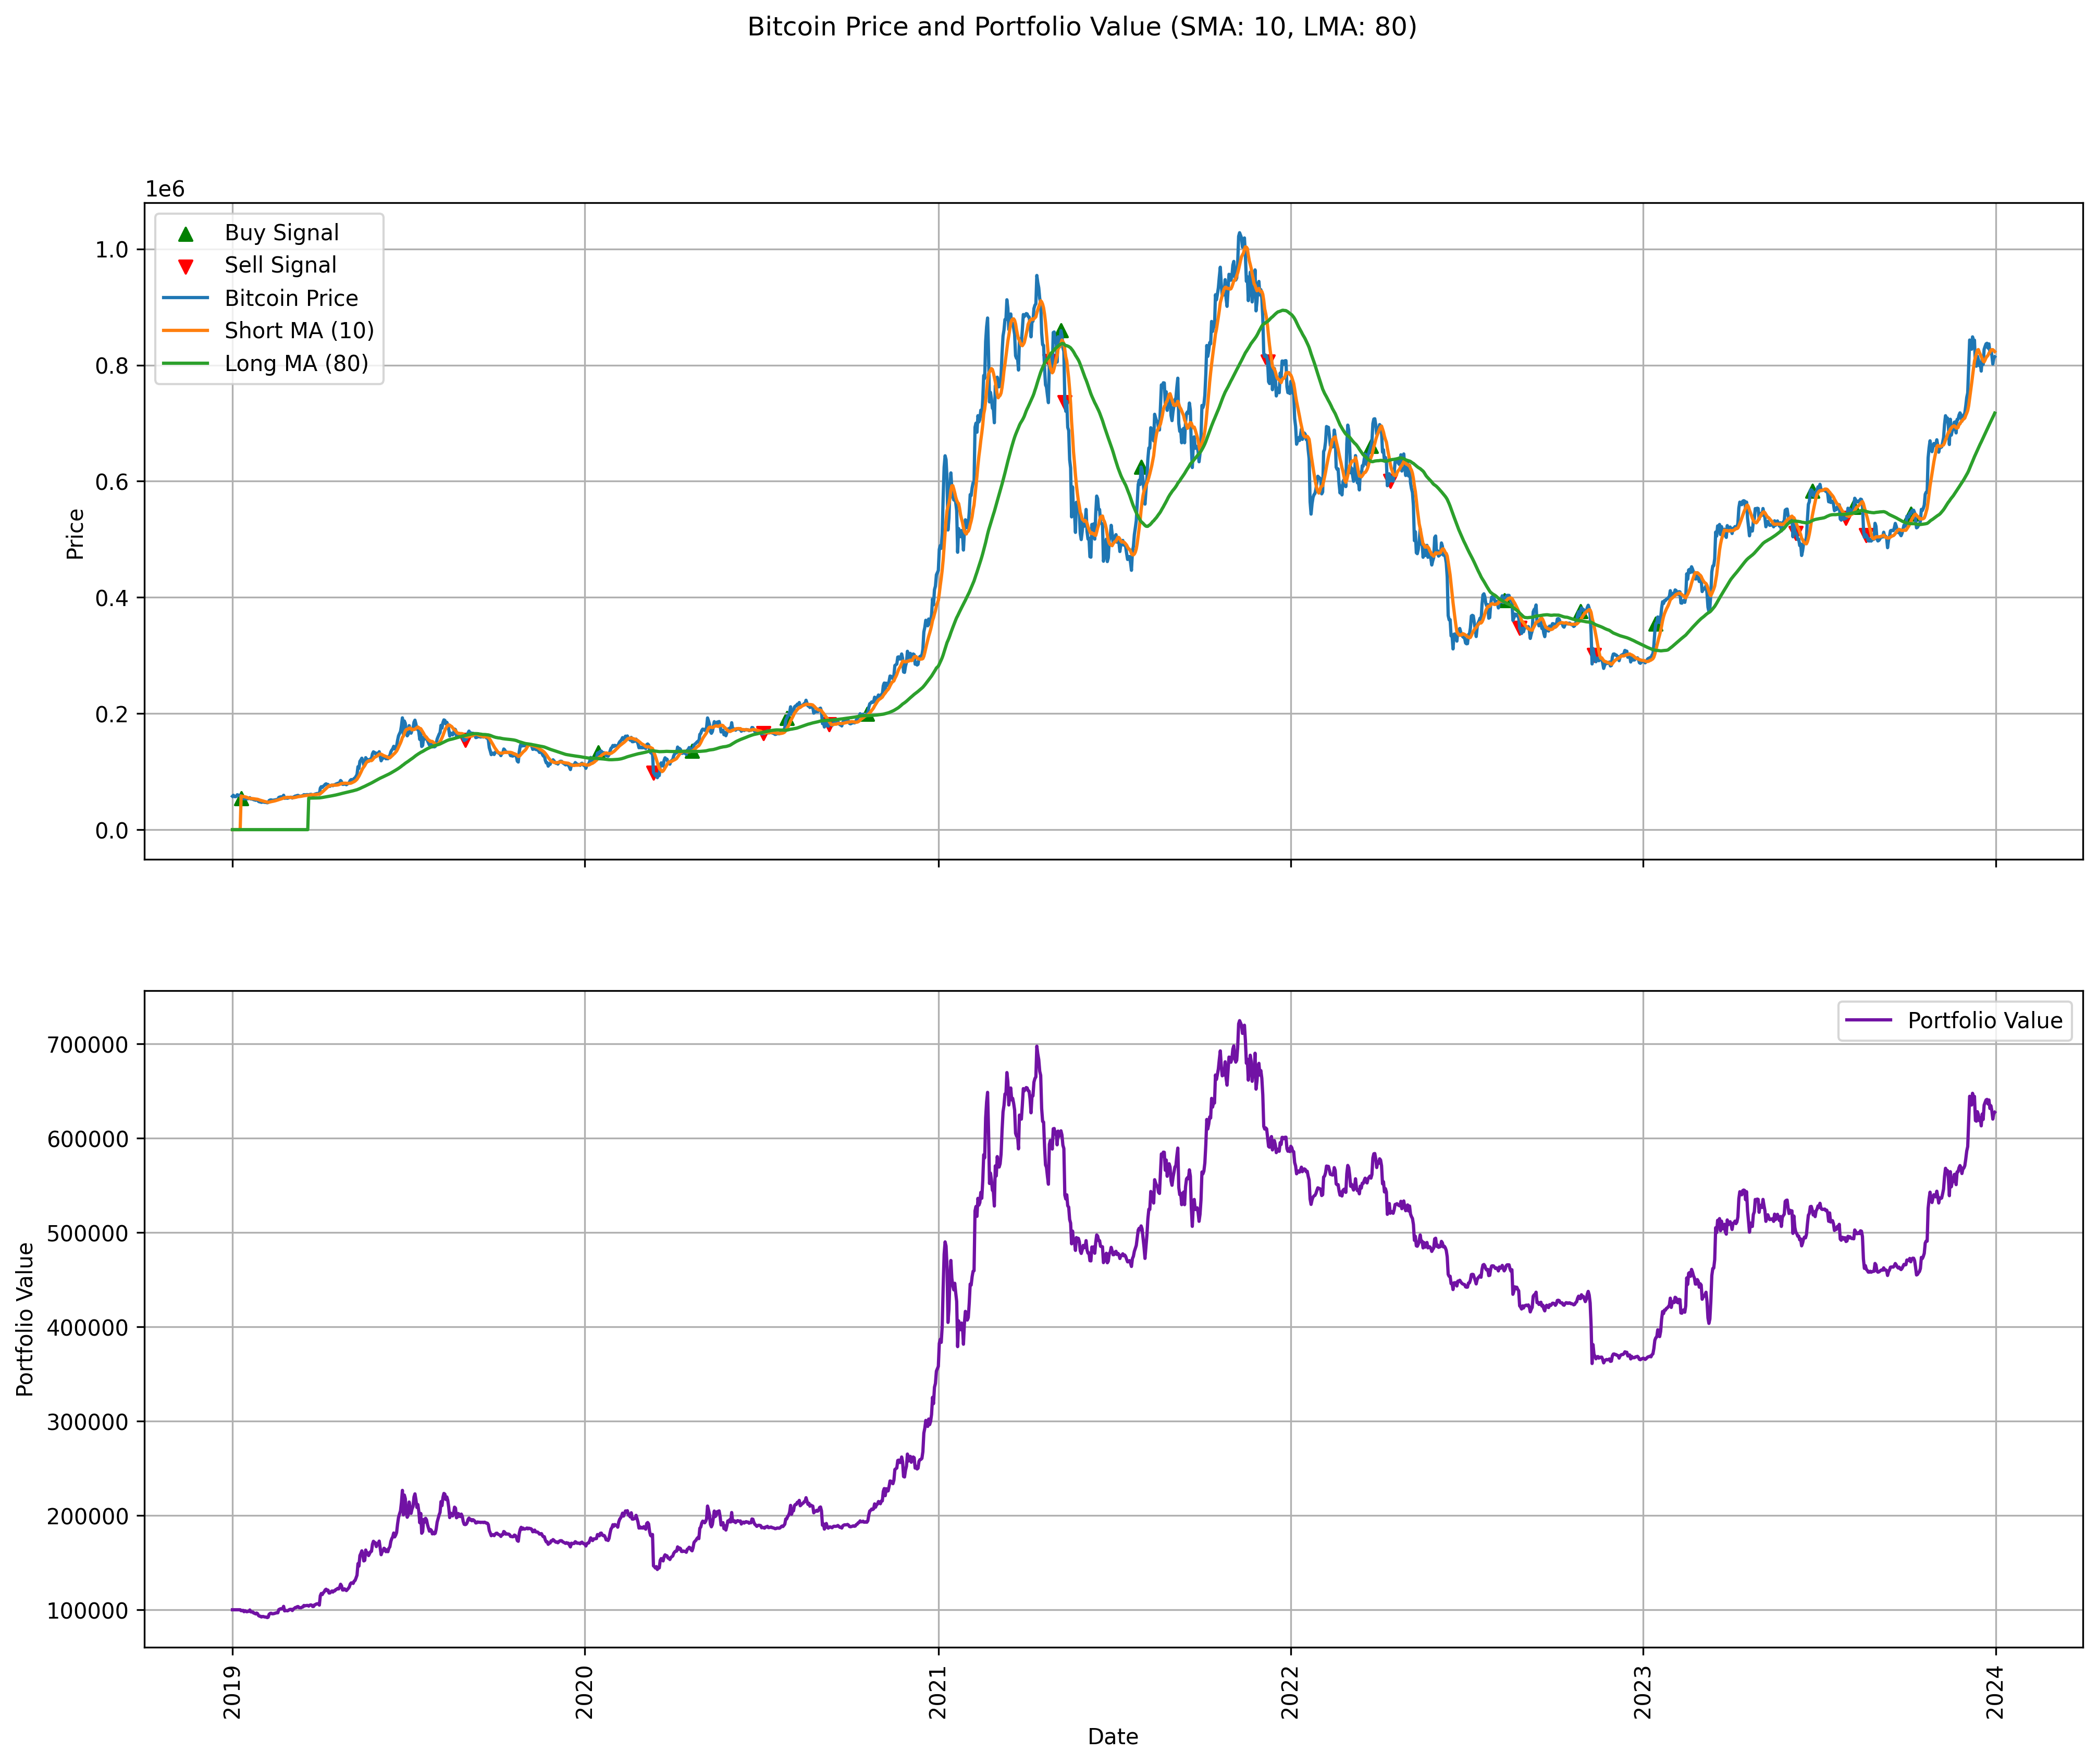 Bitcoin Price and Portfolio Value (SMA: 10, LMA: 80)
1e6
Buy Signal
Sell Signal
Bitcoin Price
Short MA (10)
Long MA (80)
1.0
0.8
0.6
0.4
0.2
0.0
Price
Portfolio Value
700000
600000
500000
400000
300000
200000
100000
Portfolio Value
2019
2020
2021
2022
2023
2024
Date